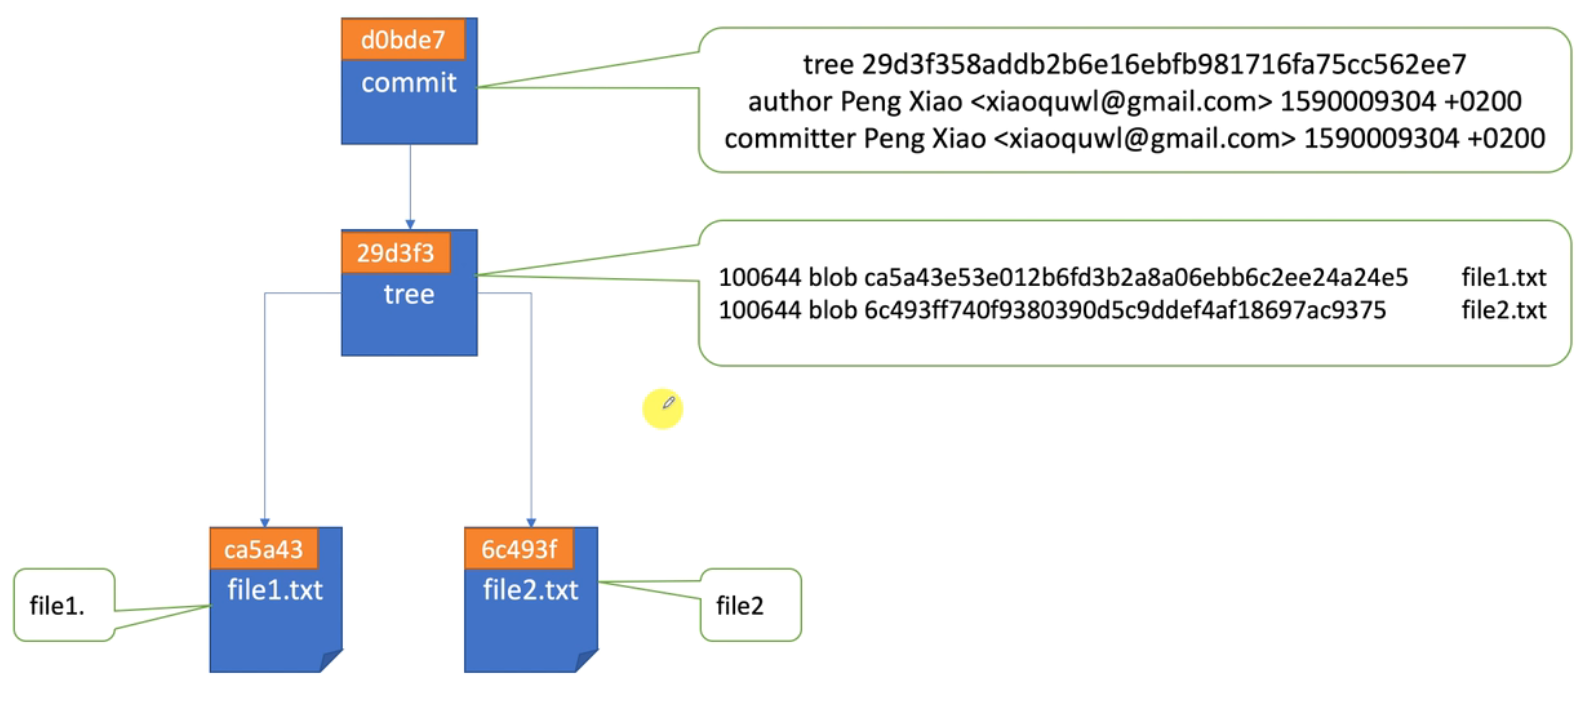 d0bde7
commit
tree 29d3f358addb2b6e16ebfb981716fa75cc562ee7
author Peng Xiao <xiaoquwl@gmail.com> 1590009304 +0200
committer Peng Xiao <xiaoquwl@gmail.com> 1590009304 +0200
29d3f3
tree
100644 blob ca5a43e53e012b6fd3b2a8a06ebb6c2ee24a24e5 file1.txt
100644 blob 6c493ff740f9380390d5c9ddef4af18697ac9375 file2.txt
ca5a43
file1.txt
file1.
6c493f
file2.txt
file2